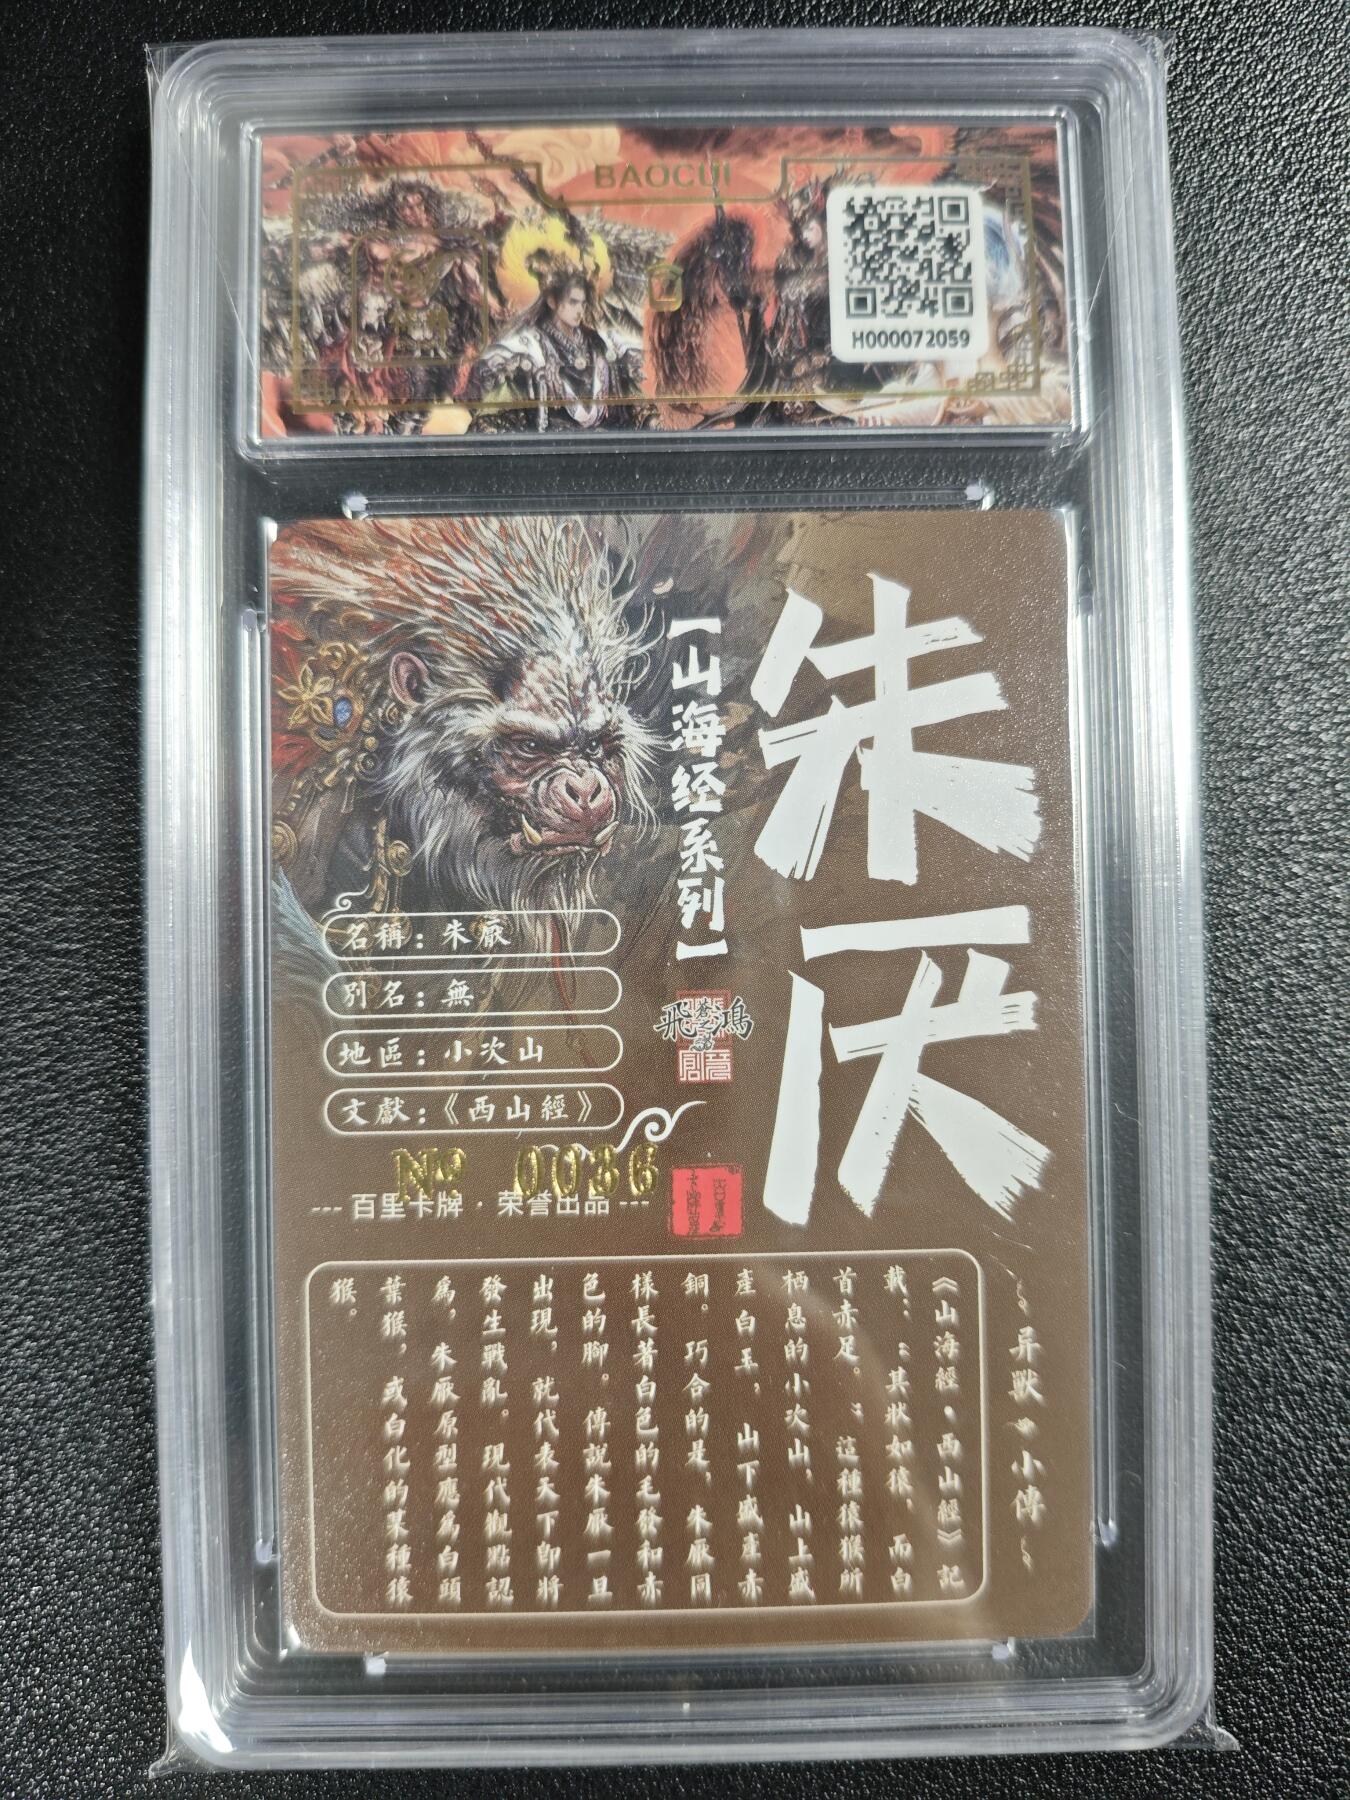 BAOCUI
H000072059
朱厌
【山海经系列】
飛鴻
名稱：朱厭
別名：無
地區：小次山
文獻：《西山經》
№ 0036
--- 百里卡牌 · 荣誉出品 ---
异獸 小傳
《山海經·西山經》記
載：“其狀如猿，而白
首赤足。”這種猿猴所
栖息的小次山，山上盛
產白玉，山下盛産赤
銅。巧合的是，朱厭同
樣長著白色的毛發和赤
色的腳。傳說朱厭一旦
出現，就代表天下即將
發生戰亂。現代觀點認
爲，朱厭原型應爲白頭
葉猴，或白化的某種猿
猴。